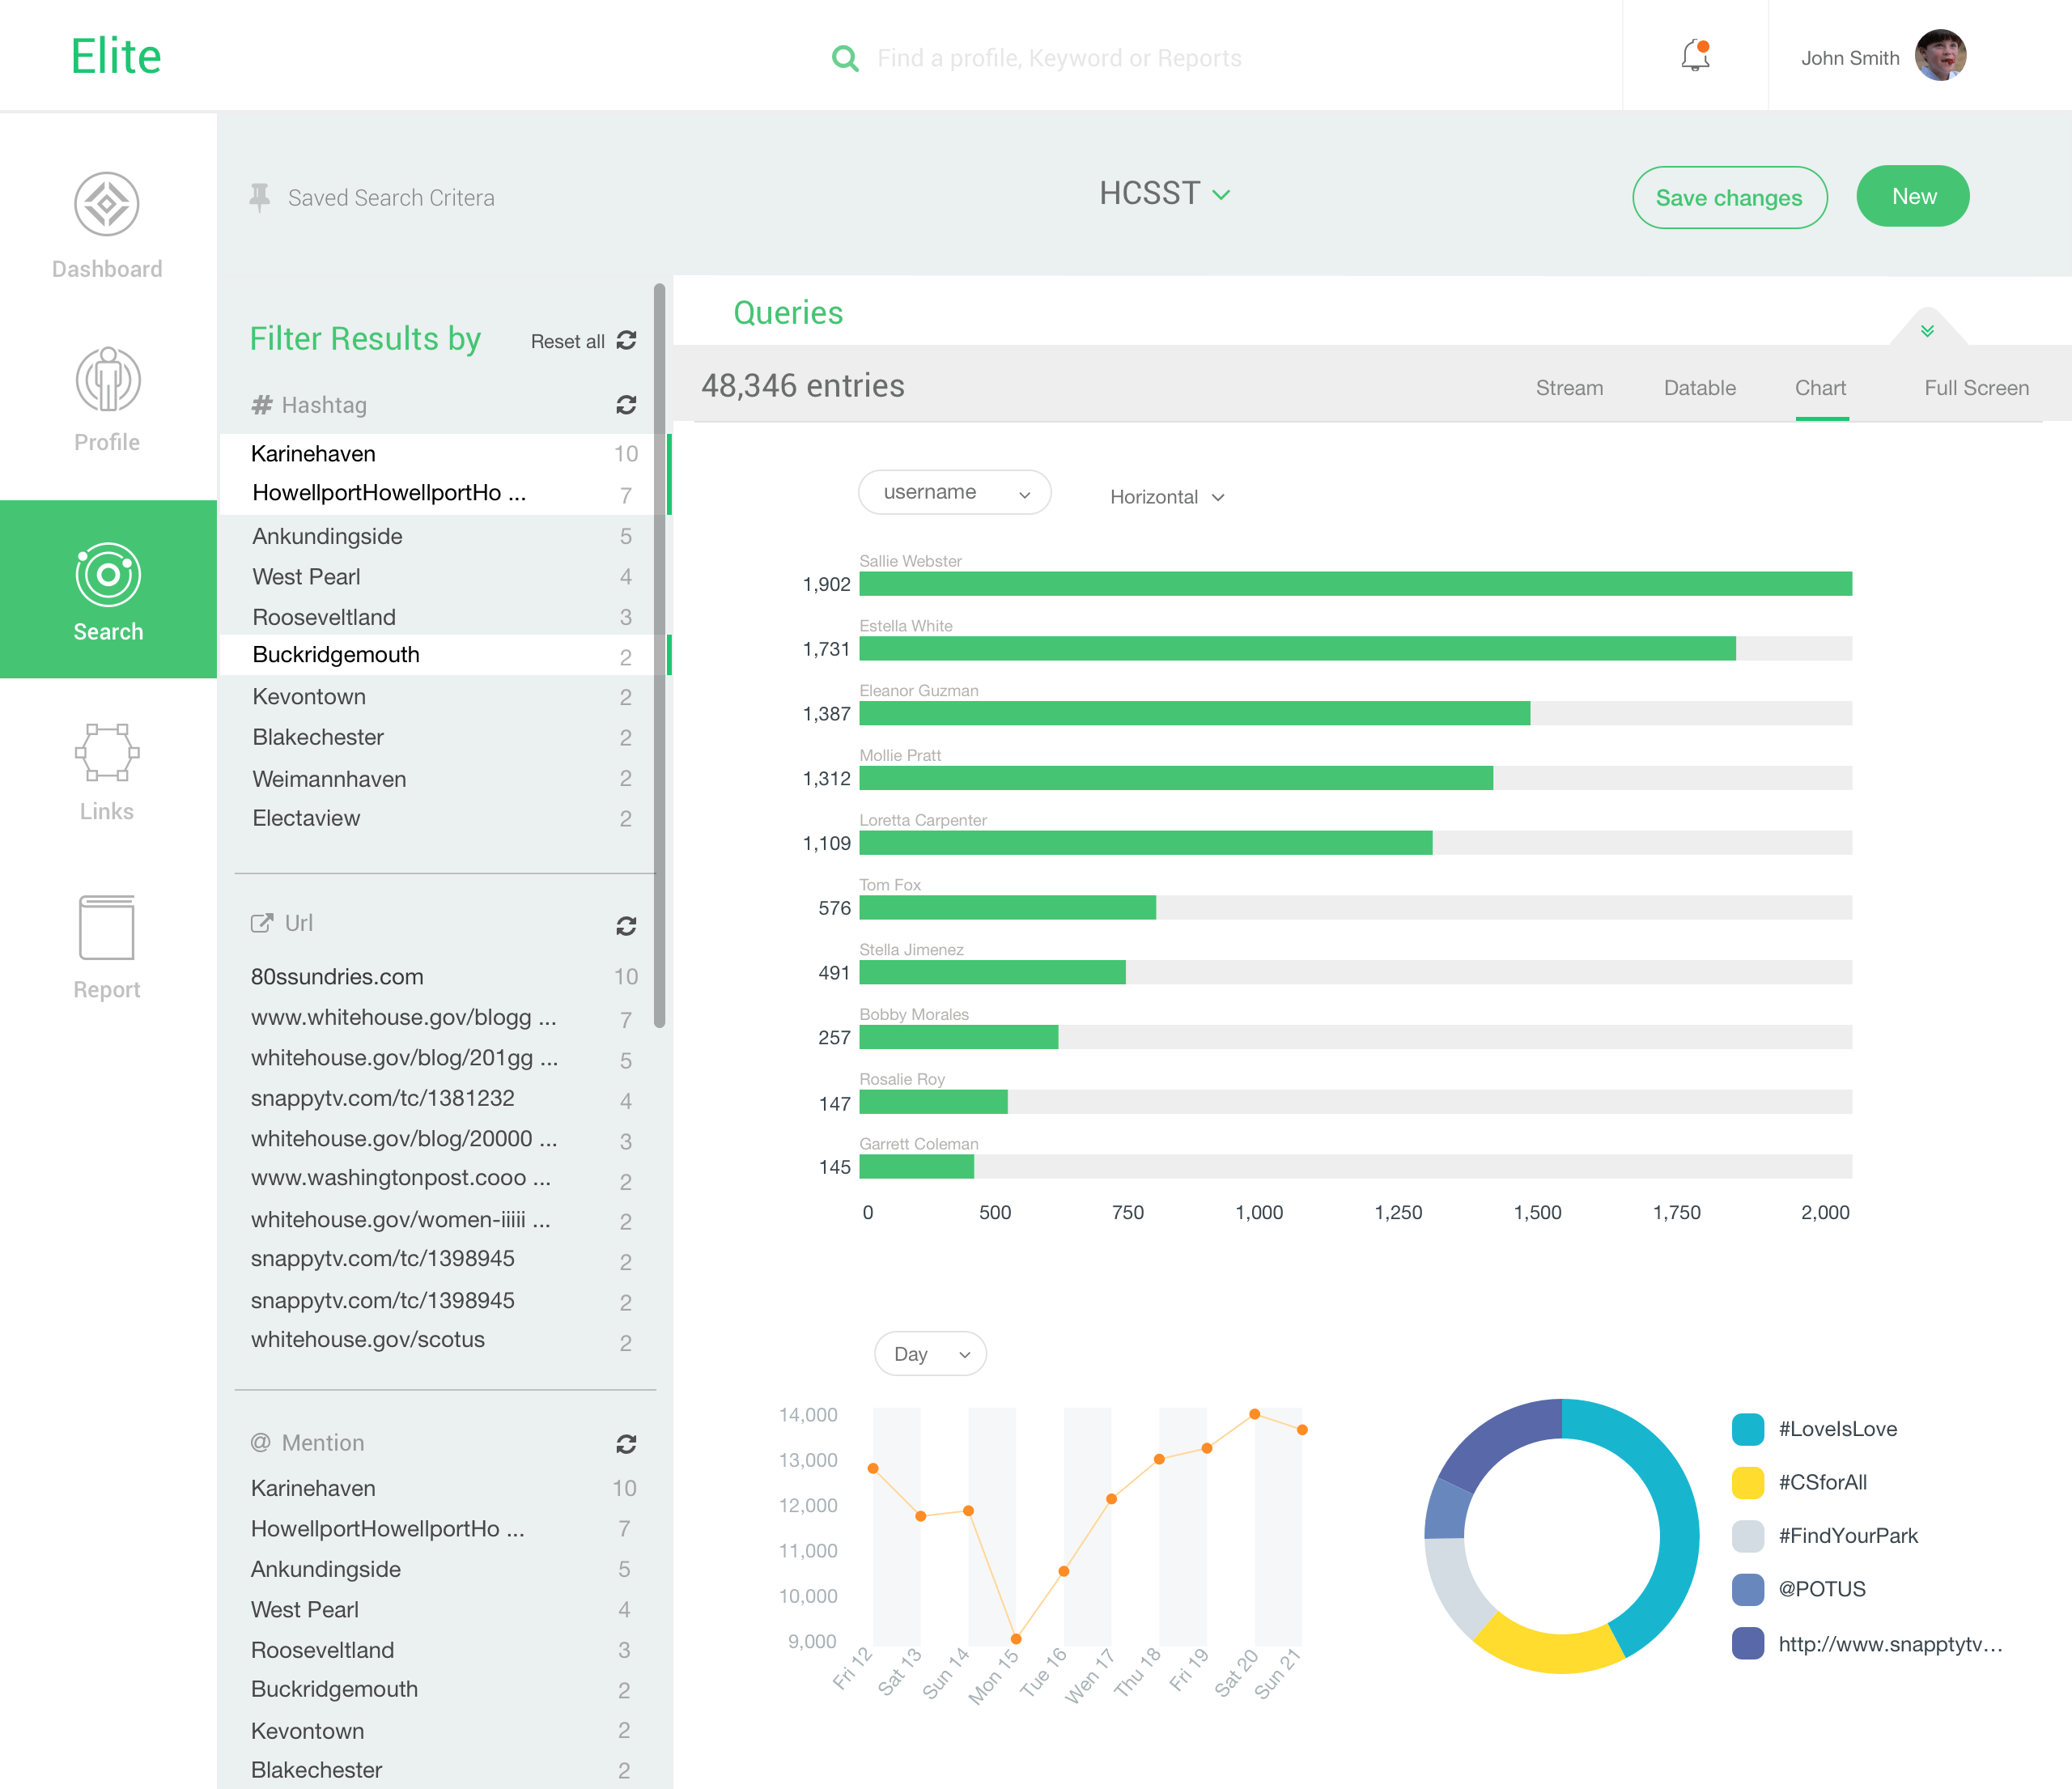 Elite
Find a profile, Keyword or Reports
John Smith
Dashboard
Profile
Search
Links
Report
Saved Search Critera
HCSST
Save changes
New
Filter Results by
Reset all
# Hashtag
Karinehaven 10
HowellportHowellportHo ... 7
Ankundingside 5
West Pearl 4
Rooseveltland 3
Buckridgemouth 2
Kevontown 2
Blakechester 2
Weimannhaven 2
Electaview 2
Url
80ssundries.com 10
www.whitehouse.gov/blogg ... 7
whitehouse.gov/blog/201gg ... 5
snappytv.com/tc/1381232 4
whitehouse.gov/blog/20000 ... 3
www.washingtonpost.cooo ... 2
whitehouse.gov/women-iiiii ... 2
snappytv.com/tc/1398945 2
snappytv.com/tc/1398945 2
whitehouse.gov/scotus 2
@ Mention
Karinehaven 10
HowellportHowellportHo ... 7
Ankundingside 5
West Pearl 4
Rooseveltland 3
Buckridgemouth 2
Kevontown 2
Blakechester 2
Queries
48,346 entries
Stream
Datable
Chart
Full Screen
username
Horizontal
Sallie Webster
1,902
Estella White
1,731
Eleanor Guzman
1,387
Mollie Pratt
1,312
Loretta Carpenter
1,109
Tom Fox
576
Stella Jimenez
491
Bobby Morales
257
Rosalie Roy
147
Garrett Coleman
145
0 500 750 1,000 1,250 1,500 1,750 2,000
Day
14,000
13,000
12,000
11,000
10,000
9,000
Fri 12
Sat 13
Sun 14
Mon 15
Tue 16
Wen 17
Thu 18
Fri 19
Sat 20
Sun 21
#LoveIsLove
#CSforAll
#FindYourPark
@POTUS
http://www.snapptytv...